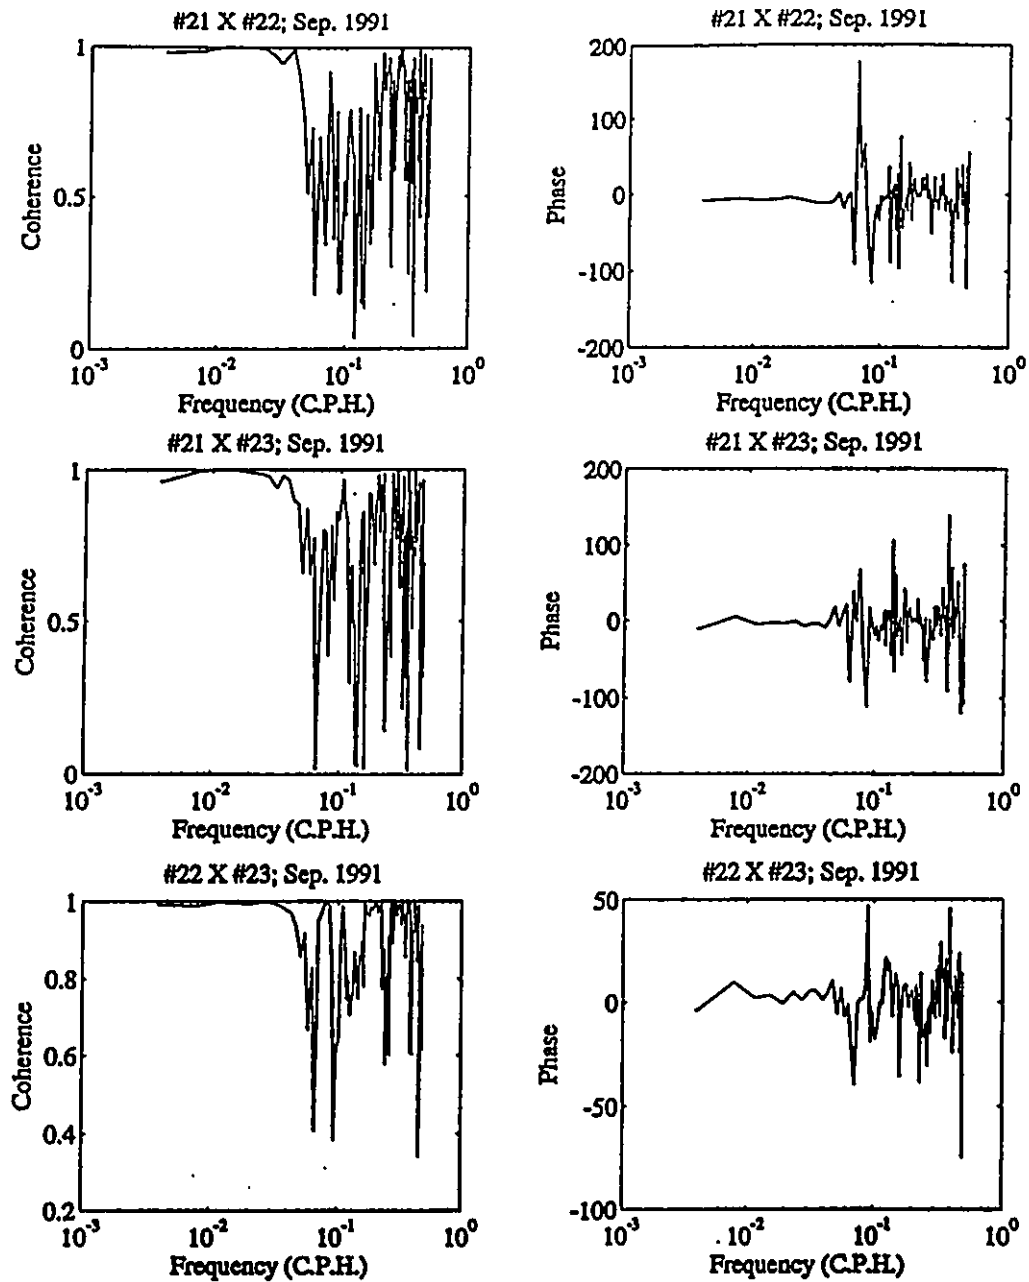 #21 X #22; Sep. 1991
1
0.5
0
Coherence
10^-3
10^-2
10^-1
10^0
Frequency (C.P.H.)
#21 X #22; Sep. 1991
200
100
0
-100
-200
Phase
10^-3
10^-2
10^-1
10^0
Frequency (C.P.H.)
#21 X #23; Sep. 1991
1
0.5
0
Coherence
10^-3
10^-2
10^-1
10^0
Frequency (C.P.H.)
#21 X #23; Sep. 1991
200
100
0
-100
-200
Phase
10^-3
10^-2
10^-1
10^0
Frequency (C.P.H.)
#22 X #23; Sep. 1991
1
0.8
0.6
0.4
0.2
Coherence
10^-3
10^-2
10^-1
10^0
Frequency (C.P.H.)
#22 X #23; Sep. 1991
50
0
-50
-100
Phase
10^-3
10^-2
10^-1
10^0
Frequency (C.P.H.)